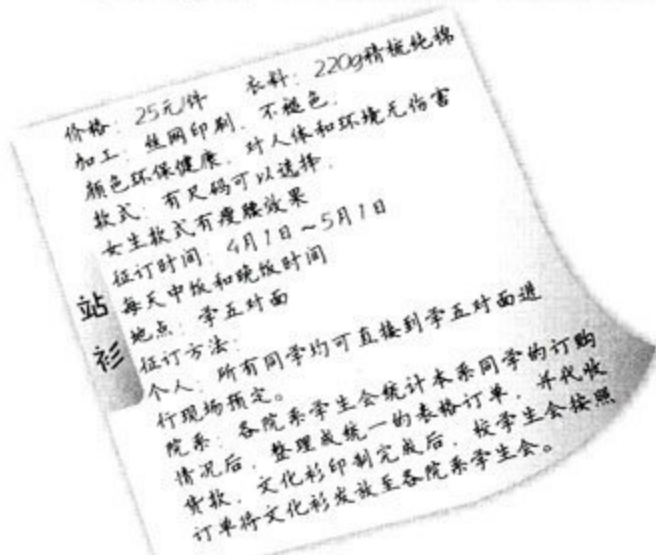 价格：25元/件 衣料：220g精梳纯棉
加工：丝网印刷，不褪色，
颜色环保健康，对人体和环境无伤害
款式：有尺码可以选择，
女生款式有瘦腰效果
征订时间：4月1日～5月1日
每天中饭和晚饭时间
地点：学五对面
征订方法：
个人：所有同学均可直接到学五对面进
行现场预定。
院系：各院系学生会统计本系同学的订购
情况后，整理成统一的表格订单，并代收
货款，文化衫印制完成后，校学生会按照
订单将文化衫发放至各院系学生会。
站衫